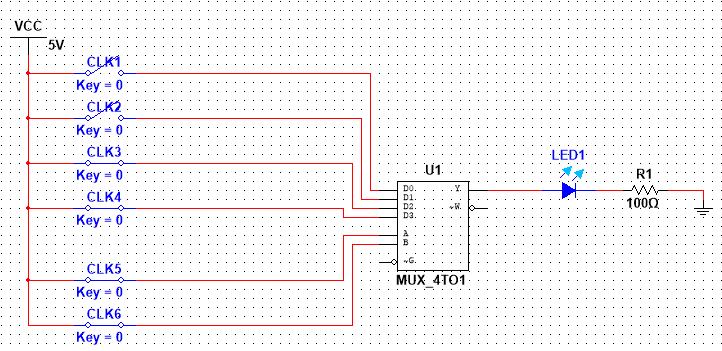 VCC
5V
CLK1
Key = 0
CLK2
Key = 0
CLK3
Key = 0
CLK4
Key = 0
CLK5
Key = 0
CLK6
Key = 0
U1
D0
D1
D2
D3
A
B
~G
Y
~W
MUX_4TO1
LED1
R1
100Ω